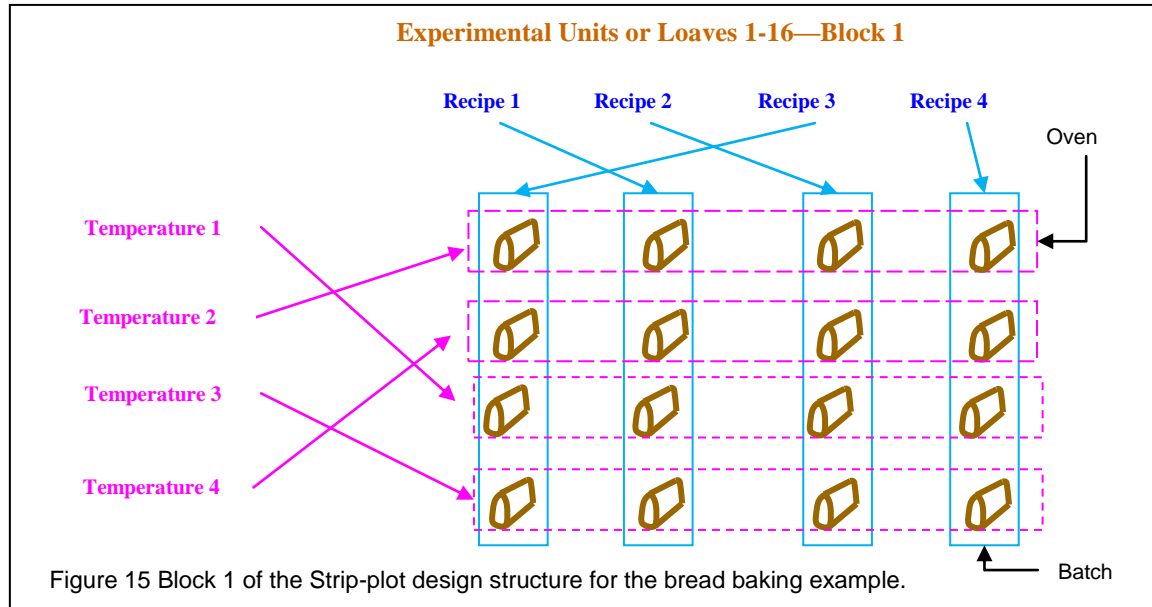 Experimental Units or Loaves 1-16—Block 1
Recipe 1
Recipe 2
Recipe 3
Recipe 4
Oven
Temperature 1
Temperature 2
Temperature 3
Temperature 4
Batch
Figure 15 Block 1 of the Strip-plot design structure for the bread baking example.